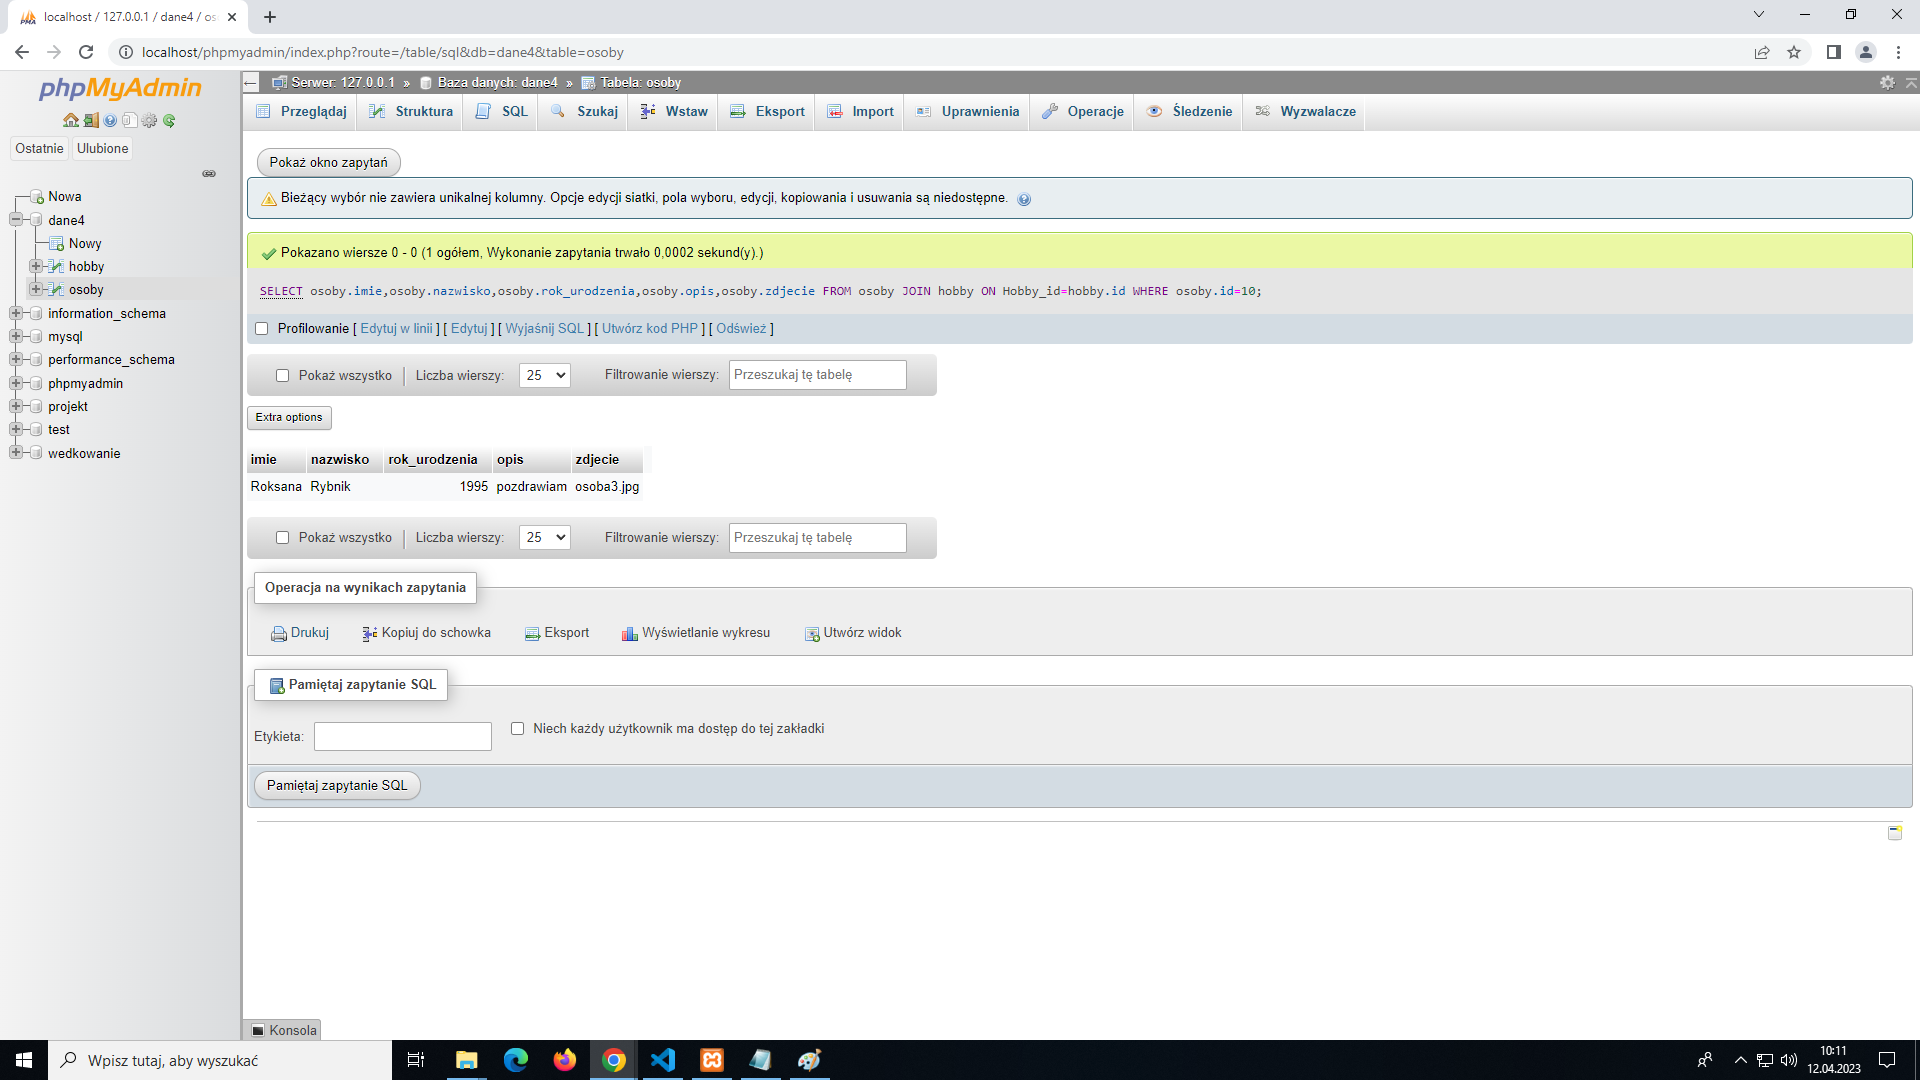 localhost / 127.0.0.1 / dane4 / os
localhost/phpmyadmin/index.php?route=/table/sql&db=dane4&table=osoby
phpMyAdmin
Ostatnie Ulubione
Nowa
dane4
Nowy
hobby
osoby
information_schema
mysql
performance_schema
phpmyadmin
projekt
test
wedkowanie
Serwer: 127.0.0.1 » Baza danych: dane4 » Tabela: osoby
Przeglądaj Struktura SQL Szukaj Wstaw Eksport Import Uprawnienia Operacje Śledzenie Wyzwalacze
Pokaż okno zapytań
Bieżący wybór nie zawiera unikalnej kolumny. Opcje edycji siatki, pola wyboru, edycji, kopiowania i usuwania są niedostępne.
Pokazano wiersze 0 - 0 (1 ogółem, Wykonanie zapytania trwało 0,0002 sekund(y).)
SELECT osoby.imie,osoby.nazwisko,osoby.rok_urodzenia,osoby.opis,osoby.zdjecie FROM osoby JOIN hobby ON Hobby_id=hobby.id WHERE osoby.id=10;
Profilowanie [ Edytuj w linii ] [ Edytuj ] [ Wyjaśnij SQL ] [ Utwórz kod PHP ] [ Odśwież ]
Pokaż wszystko Liczba wierszy: 25 Filtrowanie wierszy: Przeszukaj tę tabelę
Extra options
imie nazwisko rok_urodzenia opis zdjecie
Roksana Rybnik 1995 pozdrawiam osoba3.jpg
Pokaż wszystko Liczba wierszy: 25 Filtrowanie wierszy: Przeszukaj tę tabelę
Operacja na wynikach zapytania
Drukuj Kopiuj do schowka Eksport Wyświetlanie wykresu Utwórz widok
Pamiętaj zapytanie SQL
Etykieta: Niech każdy użytkownik ma dostęp do tej zakładki
Pamiętaj zapytanie SQL
Konsola
Wpisz tutaj, aby wyszukać
10:11
12.04.2023